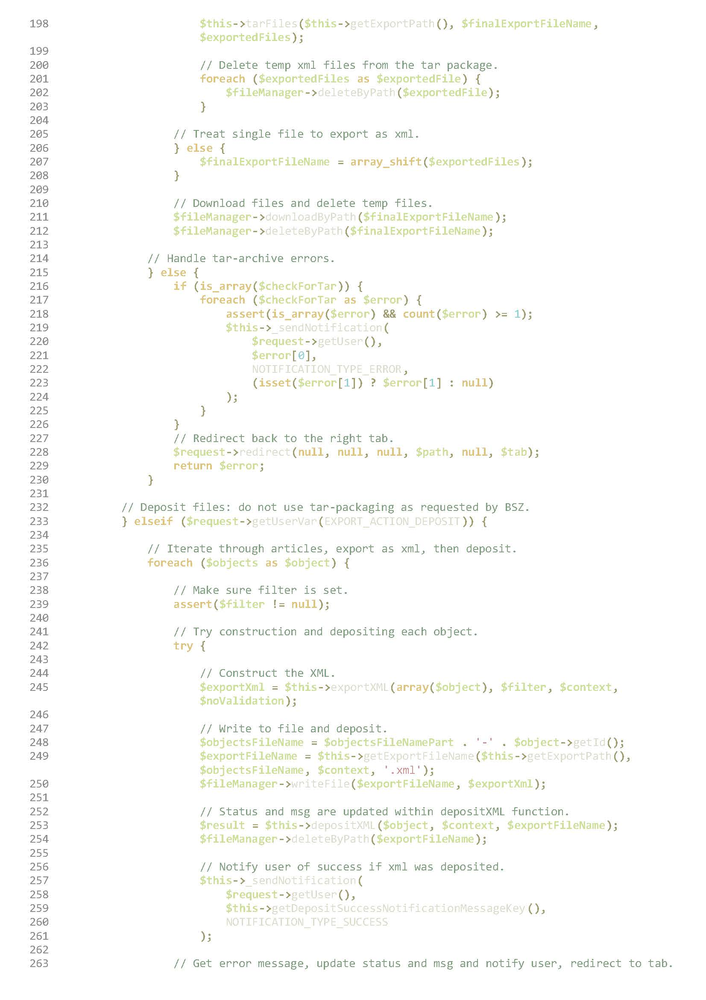 198 $this->tarFiles($this->getExportPath(), $finalExportFileName,
$exportedFiles);
199
200 // Delete temp xml files from the tar package.
201 foreach ($exportedFiles as $exportedFile) {
202 $fileManager->deleteByPath($exportedFile);
203 }
204
205 // Treat single file to export as xml.
206 } else {
207 $finalExportFileName = array_shift($exportedFiles);
208 }
209
210 // Download files and delete temp files.
211 $fileManager->downloadByPath($finalExportFileName);
212 $fileManager->deleteByPath($finalExportFileName);
213
214 // Handle tar-archive errors.
215 } else {
216 if (is_array($checkForTar)) {
217 foreach ($checkForTar as $error) {
218 assert(is_array($error) && count($error) >= 1);
219 $this->_sendNotification(
220 $request->getUser(),
221 $error[0],
222 NOTIFICATION_TYPE_ERROR,
223 (isset($error[1]) ? $error[1] : null)
224 );
225 }
226 }
227 // Redirect back to the right tab.
228 $request->redirect(null, null, null, $path, null, $tab);
229 return $error;
230 }
231
232 // Deposit files: do not use tar-packaging as requested by BSZ.
233 } elseif ($request->getUserVar(EXPORT_ACTION_DEPOSIT)) {
234
235 // Iterate through articles, export as xml, then deposit.
236 foreach ($objects as $object) {
237
238 // Make sure filter is set.
239 assert($filter != null);
240
241 // Try construction and depositing each object.
242 try {
243
244 // Construct the XML.
245 $exportXml = $this->exportXML(array($object), $filter, $context,
$noValidation);
246
247 // Write to file and deposit.
248 $objectsFileName = $objectsFileNamePart . '-' . $object->getId();
249 $exportFileName = $this->getExportFileName($this->getExportPath(),
$objectsFileName, $context, '.xml');
250 $fileManager->writeFile($exportFileName, $exportXml);
251
252 // Status and msg are updated within depositXML function.
253 $result = $this->depositXML($object, $context, $exportFileName);
254 $fileManager->deleteByPath($exportFileName);
255
256 // Notify user of success if xml was deposited.
257 $this->_sendNotification(
258 $request->getUser(),
259 $this->getDepositSuccessNotificationMessageKey(),
260 NOTIFICATION_TYPE_SUCCESS
261 );
262
263 // Get error message, update status and msg and notify user, redirect to tab.